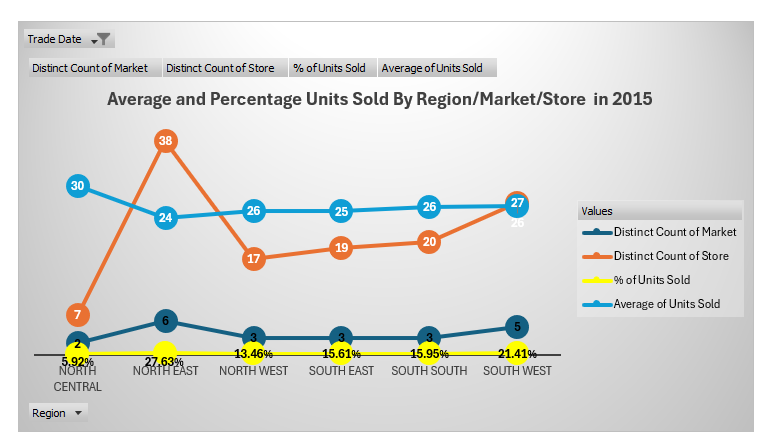 Trade Date
Distinct Count of Market Distinct Count of Store % of Units Sold Average of Units Sold
Average and Percentage Units Sold By Region/Market/Store in 2015
38
30
24 26 25 26 27
26
17 19 20
7
2 6 3 3 3 5
5.92% 27.63% 13.46% 15.61% 15.95% 21.41%
NORTH CENTRAL NORTH EAST NORTH WEST SOUTH EAST SOUTH SOUTH SOUTH WEST
Values
Distinct Count of Market
Distinct Count of Store
% of Units Sold
Average of Units Sold
Region